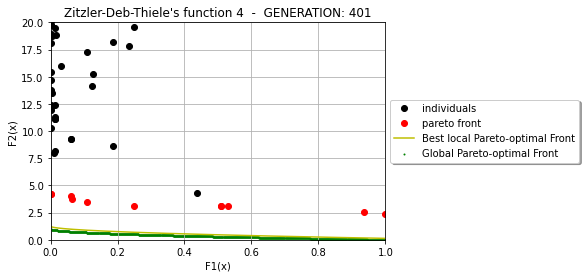 Zitzler-Deb-Thiele's function 4 - GENERATION: 401
20.0
17.5
15.0
12.5
10.0
7.5
5.0
2.5
0.0
F2(x)
0.0 0.2 0.4 0.6 0.8 1.0
F1(x)
individuals
pareto front
Best local Pareto-optimal Front
Global Pareto-optimal Front